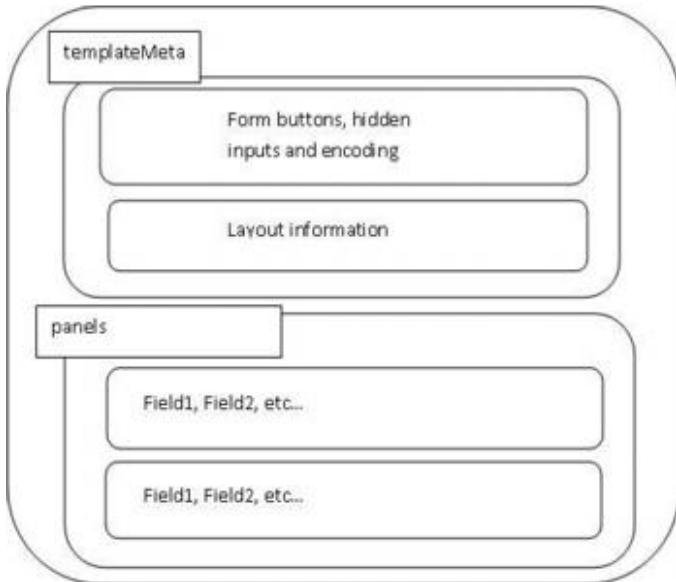 templateMeta
Form buttons, hidden
inputs and encoding
Layout information
panels
Field1, Field2, etc...
Field1, Field2, etc...